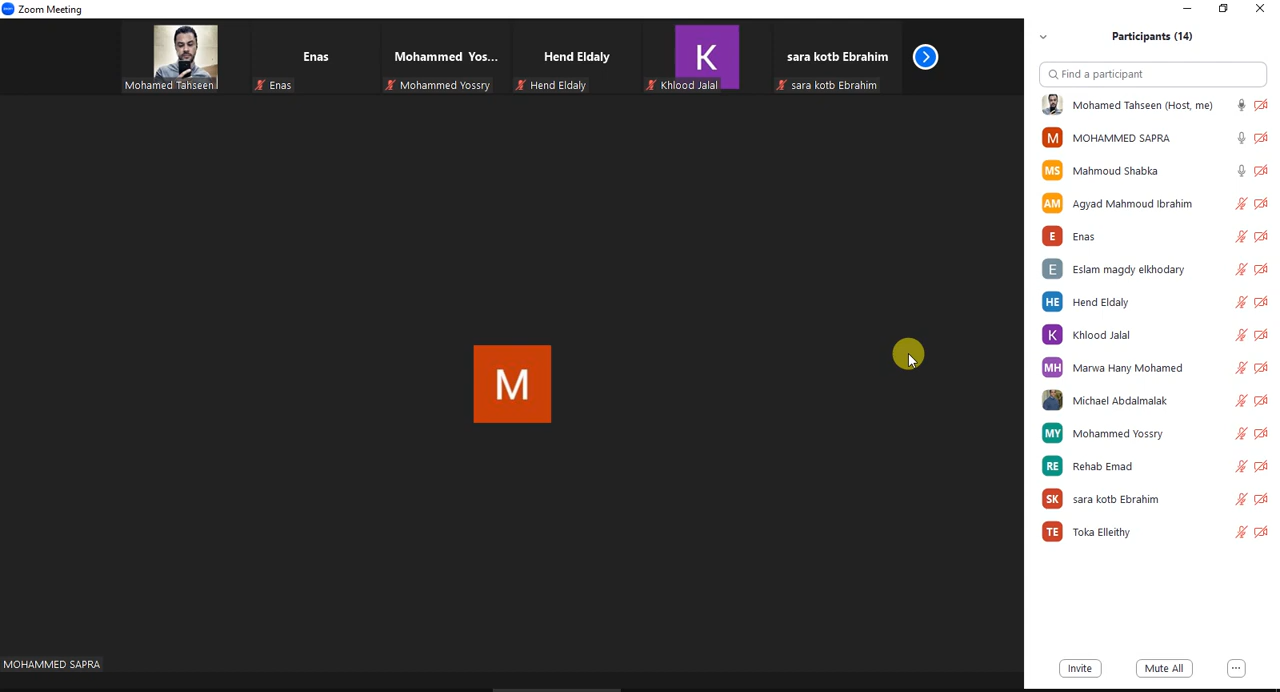 Zoom Meeting
Enas
Mohammed Yos...
Hend Eldaly
K
sara kotb Ebrahim
Mohamed Tahseen
Enas
Mohammed Yossry
Hend Eldaly
Khlood Jalal
sara kotb Ebrahim
M
MOHAMMED SAPRA
Participants (14)
Find a participant
Mohamed Tahseen (Host, me)
M MOHAMMED SAPRA
MS Mahmoud Shabka
AM Agyad Mahmoud Ibrahim
E Enas
E Eslam magdy elkhodary
HE Hend Eldaly
K Khlood Jalal
MH Marwa Hany Mohamed
Michael Abdalmalak
MY Mohammed Yossry
RE Rehab Emad
SK sara kotb Ebrahim
TE Toka Elleithy
Invite
Mute All
...